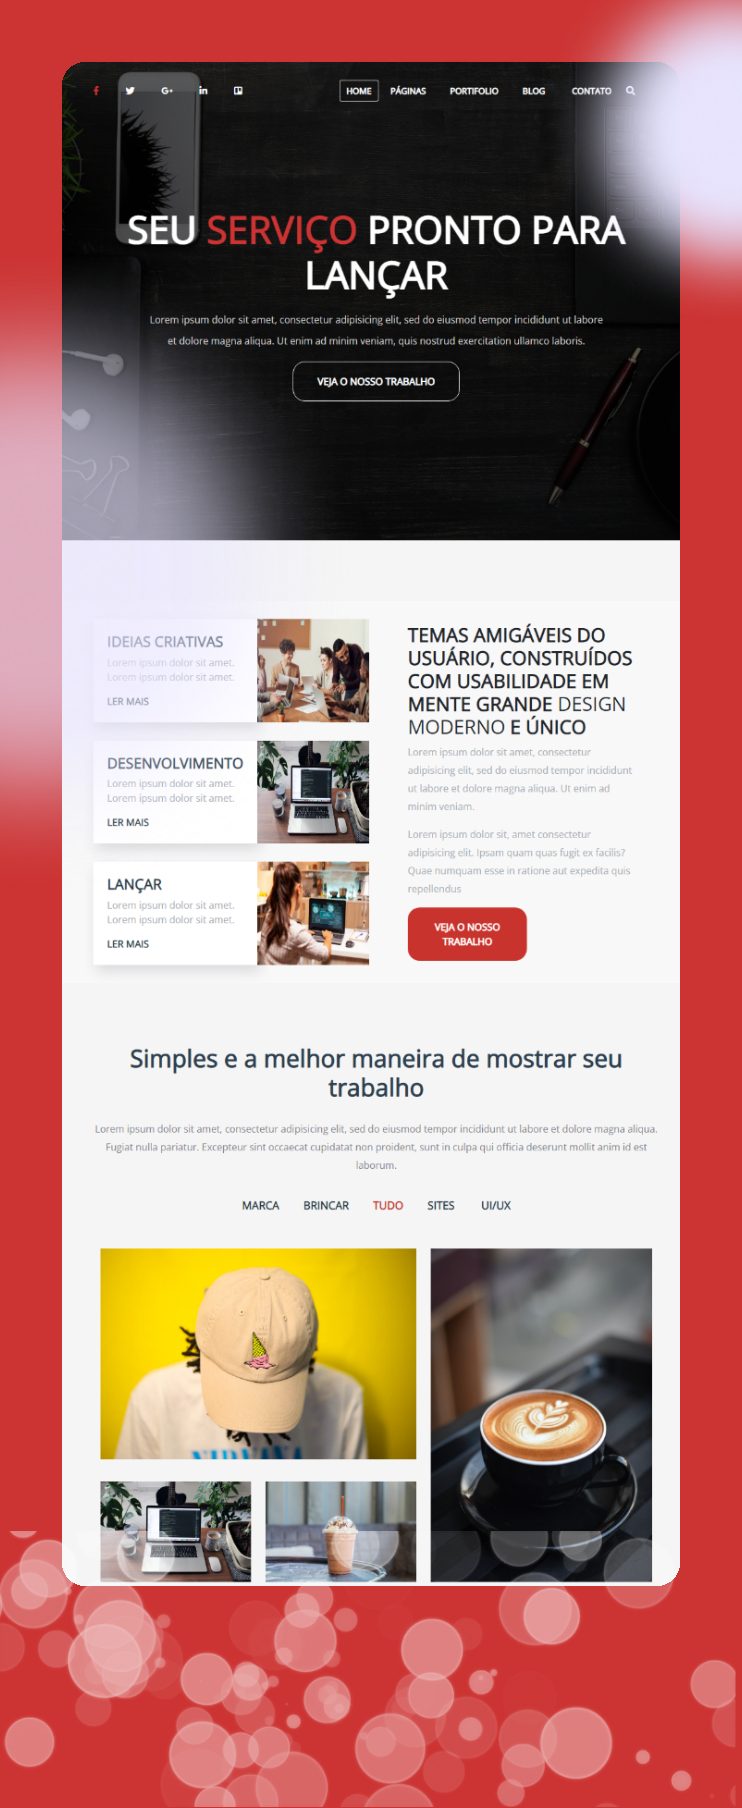 HOME PÁGINAS PORTIFOLIO BLOG CONTATO
SEU SERVIÇO PRONTO PARA
LANÇAR
Lorem ipsum dolor sit amet, consectetur adipisicing elit, sed do eiusmod tempor incididunt ut labore
et dolore magna aliqua. Ut enim ad minim veniam, quis nostrud exercitation ullamco laboris.
VEJA O NOSSO TRABALHO
IDEIAS CRIATIVAS
Lorem ipsum dolor sit amet.
Lorem ipsum dolor sit amet.
LER MAIS
DESENVOLVIMENTO
Lorem ipsum dolor sit amet.
Lorem ipsum dolor sit amet.
LER MAIS
LANÇAR
Lorem ipsum dolor sit amet.
Lorem ipsum dolor sit amet.
LER MAIS
TEMAS AMIGÁVEIS DO
USUÁRIO, CONSTRUÍDOS
COM USABILIDADE EM
MENTE GRANDE DESIGN
MODERNO E ÚNICO
Lorem ipsum dolor sit amet, consectetur
adipisicing elit, sed do eiusmod tempor incididunt
ut labore et dolore magna aliqua. Ut enim ad
minim veniam.
Lorem ipsum dolor sit, amet consectetur
adipisicing elit. Ipsam quam quas fugit ex facilis?
Quae numquam esse in ratione aut expedita quis
repellendus
VEJA O NOSSO
TRABALHO
Simples e a melhor maneira de mostrar seu
trabalho
Lorem ipsum dolor sit amet, consectetur adipisicing elit, sed do eiusmod tempor incididunt ut labore et dolore magna aliqua.
Fugiat nulla pariatur. Excepteur sint occaecat cupidatat non proident, sunt in culpa qui officia deserunt mollit anim id est
laborum.
MARCA BRINCAR TUDO SITES UI/UX
NIRVANA